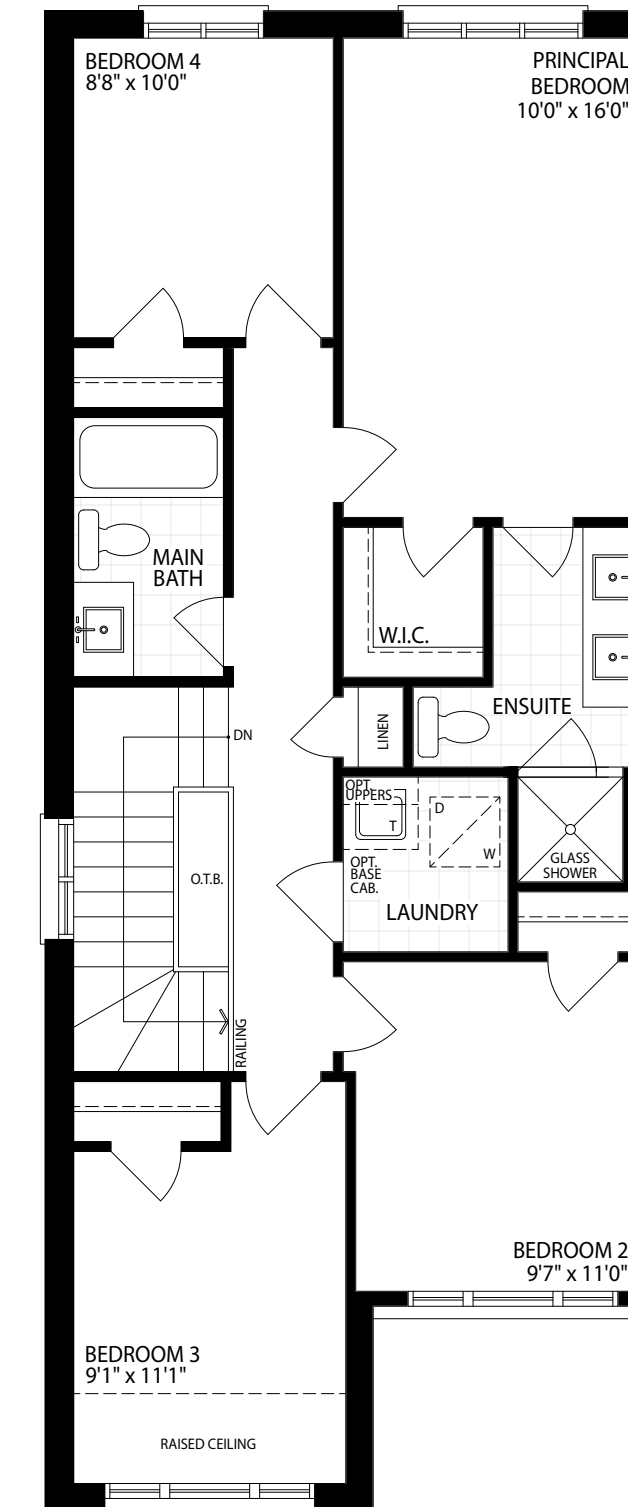 BEDROOM 4
8'8" x 10'0"
PRINCIPAL
BEDROOM
10'0" x 16'0"
MAIN
BATH
W.I.C.
ENSUITE
LINEN
DN
OPT.
UPPERS
T
D
W
OPT.
BASE
CAB.
LAUNDRY
GLASS
SHOWER
O.T.B.
RAILING
BEDROOM 2
9'7" x 11'0"
BEDROOM 3
9'1" x 11'1"
RAISED CEILING